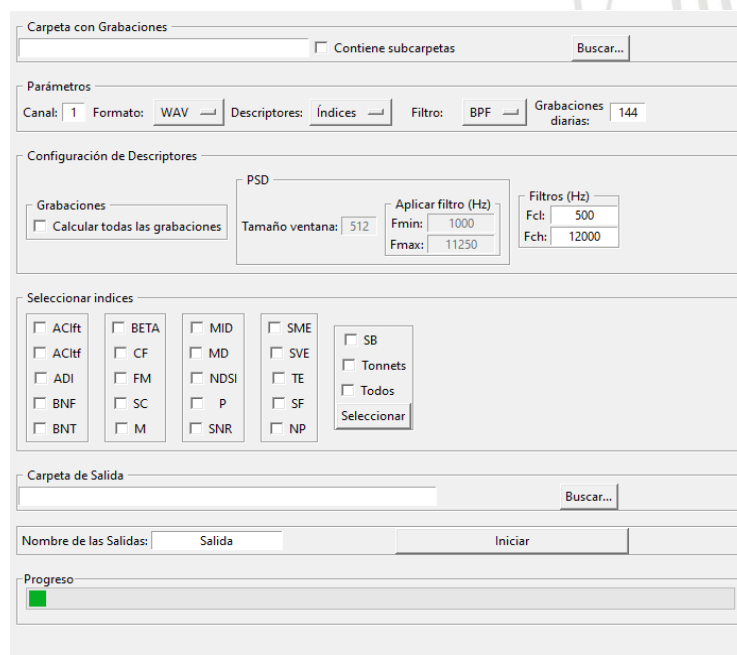 Carpeta con Grabaciones
Contiene subcarpetas Buscar...
Parámetros
Canal: 1 Formato: WAV Descriptores: Índices Filtro: BPF Grabaciones diarias: 144
Configuración de Descriptores
Grabaciones
Calcular todas las grabaciones
PSD
Tamaño ventana: 512
Aplicar filtro (Hz)
Fmin: 1000
Fmax: 11250
Filtros (Hz)
Fcl: 500
Fch: 12000
Seleccionar indices
ACIft
ACItf
ADI
BNF
BNT
BETA
CF
FM
SC
M
MID
MD
NDSI
P
SNR
SME
SVE
TE
SF
NP
SB
Tonnets
Todos
Seleccionar
Carpeta de Salida
Buscar...
Nombre de las Salidas: Salida Iniciar
Progreso